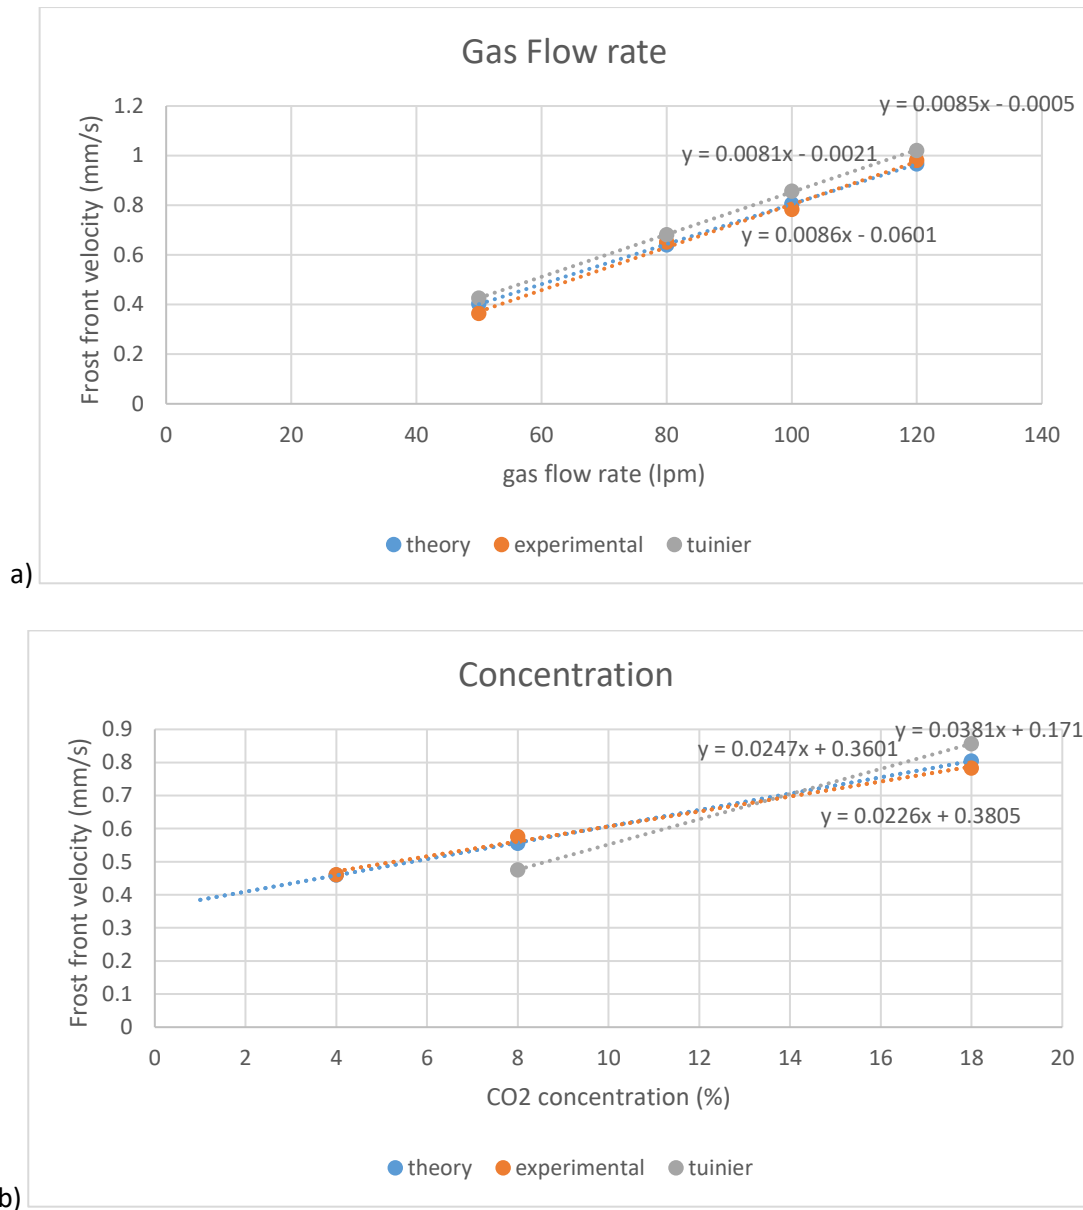 Gas Flow rate
y = 0.0085x - 0.0005
y = 0.0081x - 0.0021
y = 0.0086x - 0.0601
Frost front velocity (mm/s)
1.2
1
0.8
0.6
0.4
0.2
0
0 20 40 60 80 100 120 140
gas flow rate (lpm)
theory experimental tuinier
a)
Concentration
y = 0.0381x + 0.171
y = 0.0247x + 0.3601
y = 0.0226x + 0.3805
Frost front velocity (mm/s)
0.9
0.8
0.7
0.6
0.5
0.4
0.3
0.2
0.1
0
0 2 4 6 8 10 12 14 16 18 20
CO2 concentration (%)
theory experimental tuinier
b)